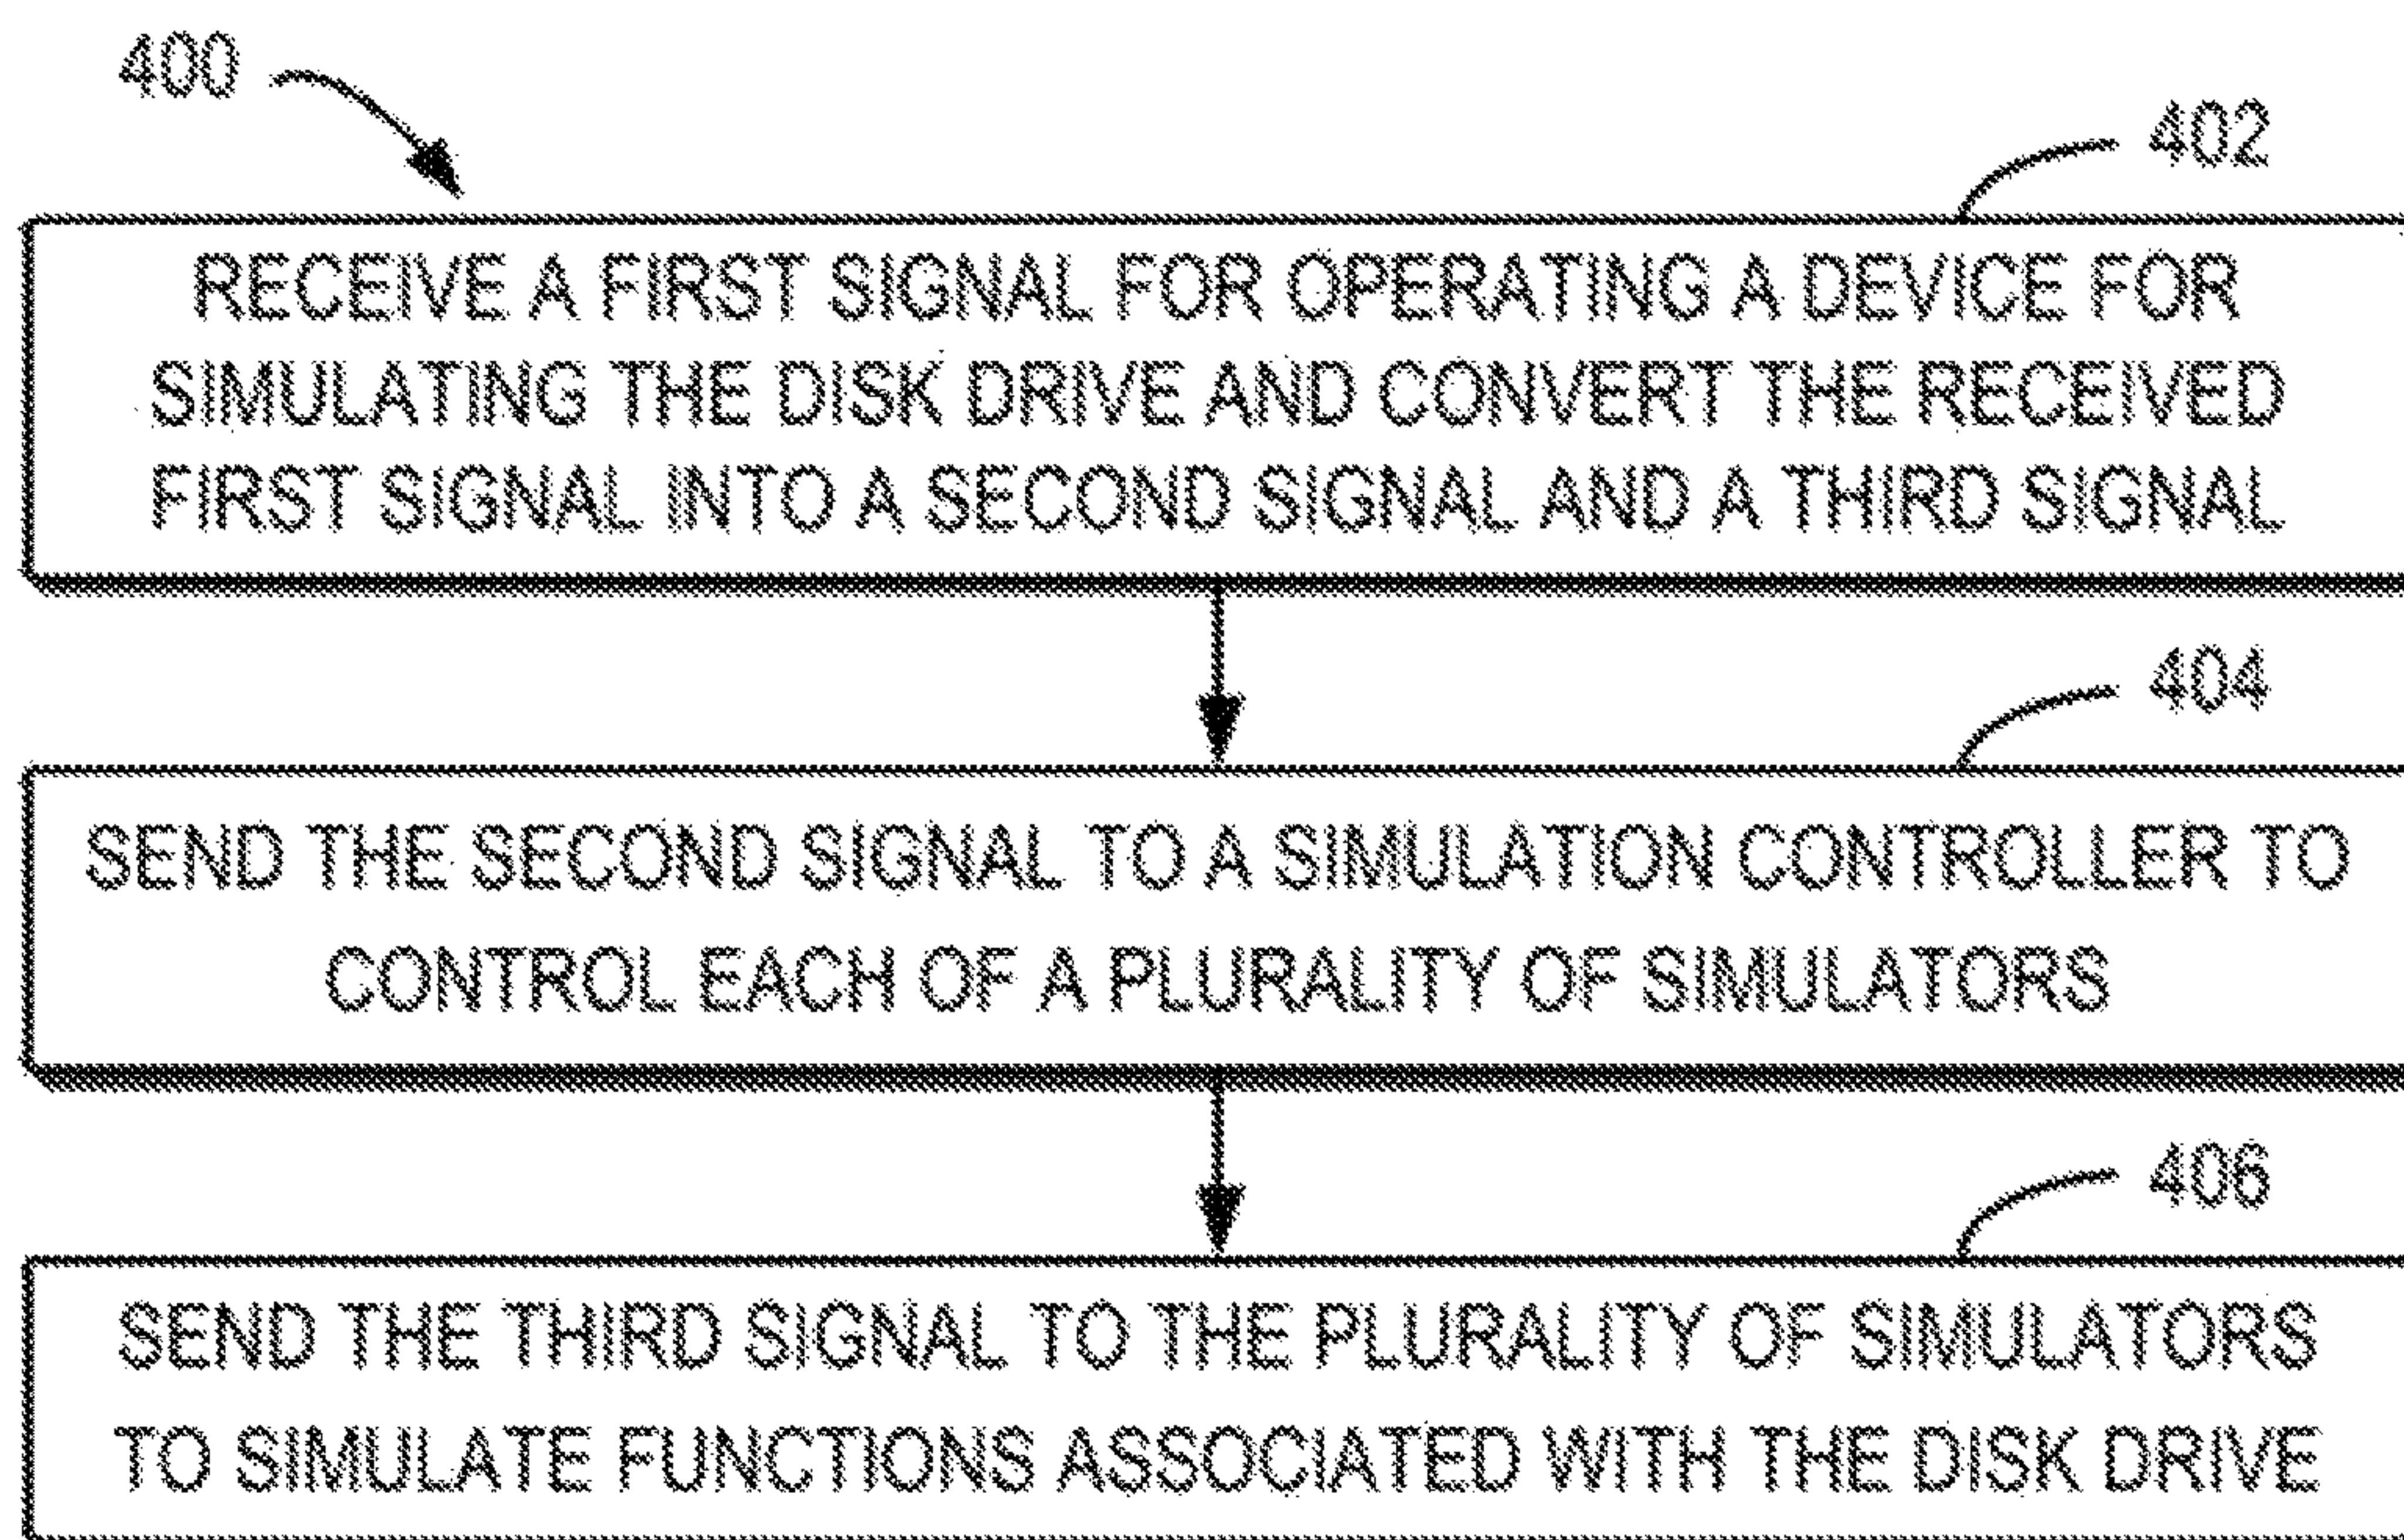 400
402
RECEIVE A FIRST SIGNAL FOR OPERATING A DEVICE FOR
SIMULATING THE DISK DRIVE AND CONVERT THE RECEIVED
FIRST SIGNAL INTO A SECOND SIGNAL AND A THIRD SIGNAL
404
SEND THE SECOND SIGNAL TO A SIMULATION CONTROLLER TO
CONTROL EACH OF A PLURALITY OF SIMULATORS
406
SEND THE THIRD SIGNAL TO THE PLURALITY OF SIMULATORS
TO SIMULATE FUNCTIONS ASSOCIATED WITH THE DISK DRIVE